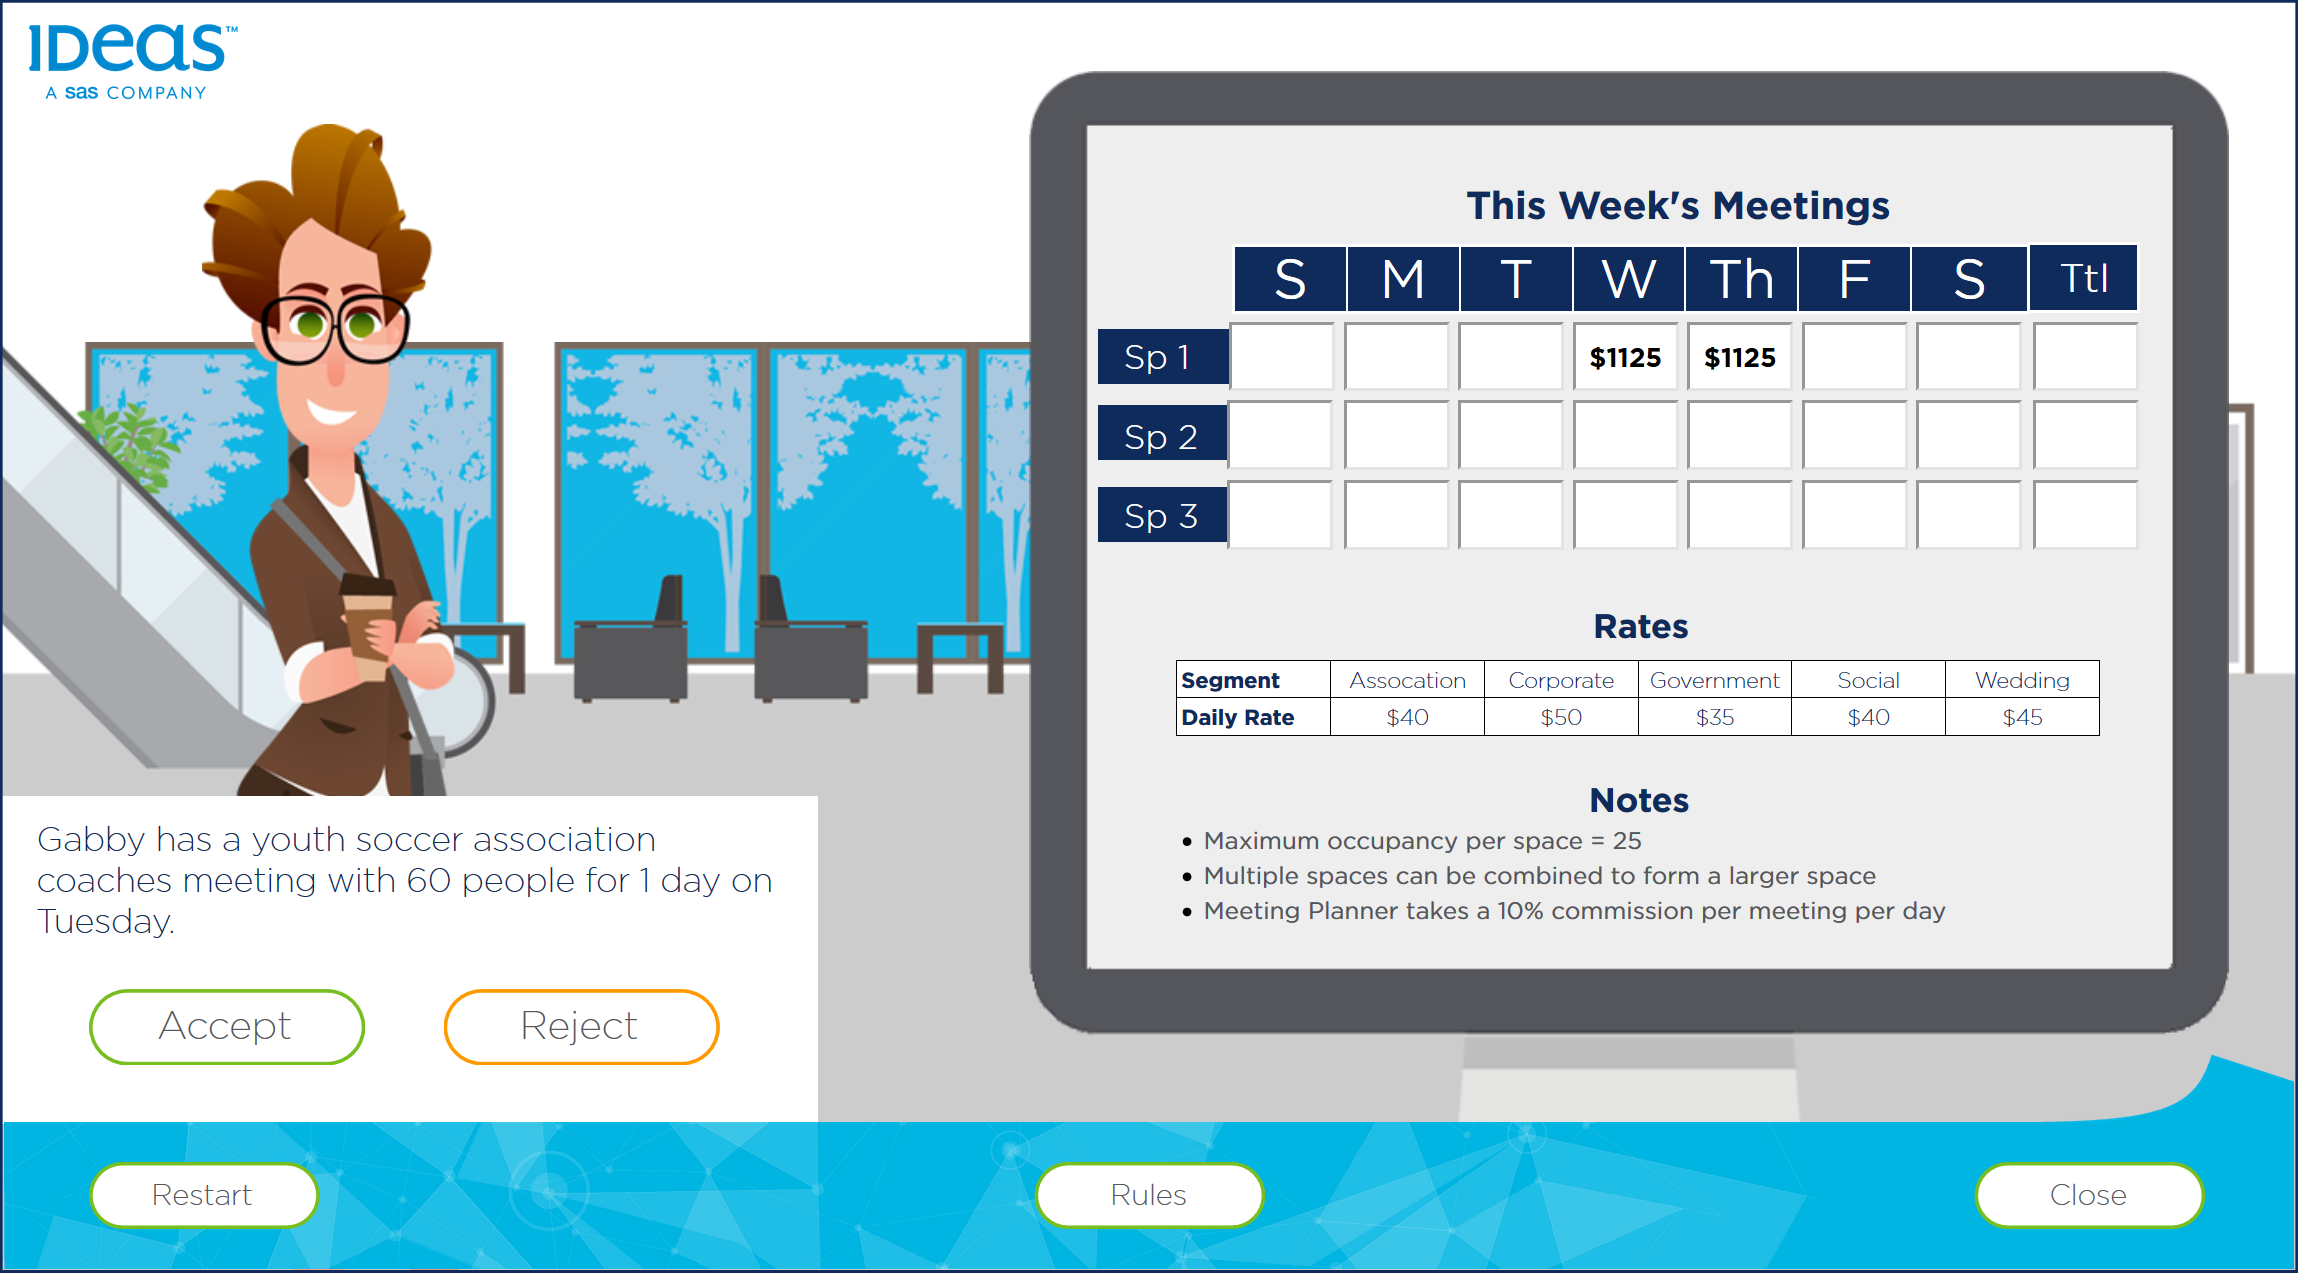 IDeas™
A sas COMPANY
This Week's Meetings
S M T W Th F S Ttl
Sp 1 $1125 $1125
Sp 2
Sp 3
Rates
Segment Assocation Corporate Government Social Wedding
Daily Rate $40 $50 $35 $40 $45
Notes
• Maximum occupancy per space = 25
• Multiple spaces can be combined to form a larger space
• Meeting Planner takes a 10% commission per meeting per day
Gabby has a youth soccer association
coaches meeting with 60 people for 1 day on
Tuesday.
Accept Reject
Restart Rules Close